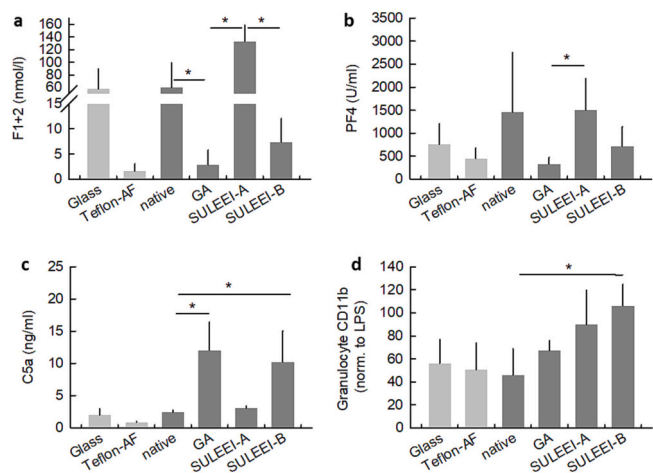 a
F1+2 (nmol/l)
160
140
120
100
80
60
15
10
5
0
*
*
*
Glass
Teflon-AF
native
GA
SULEEI-A
SULEEI-B
b
PF4 (U/ml)
3000
2500
2000
1500
1000
500
0
*
Glass
Teflon-AF
native
GA
SULEEI-A
SULEEI-B
c
C5a (ng/ml)
25
20
15
10
5
0
*
*
Glass
Teflon-AF
native
GA
SULEEI-A
SULEEI-B
d
Granulocyte CD11b
(norm. to LPS)
140
120
100
80
60
40
20
0
*
Glass
Teflon-AF
native
GA
SULEEI-A
SULEEI-B